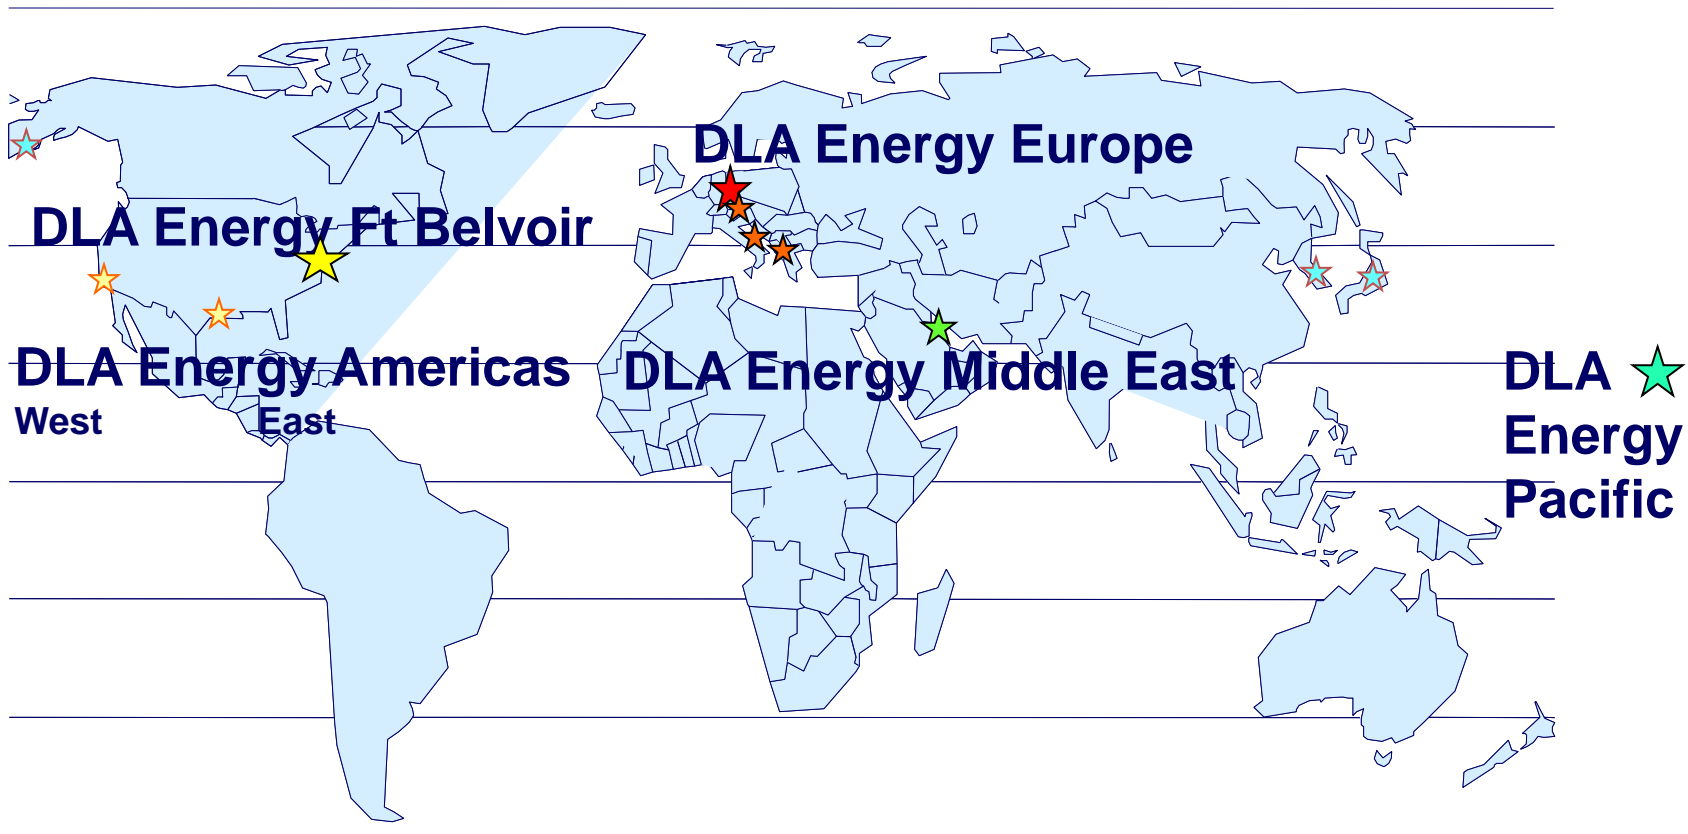 DLA Energy Europe
DLA Energy Ft Belvoir
DLA Energy Americas
West East
DLA Energy Middle East
DLA
Energy
Pacific